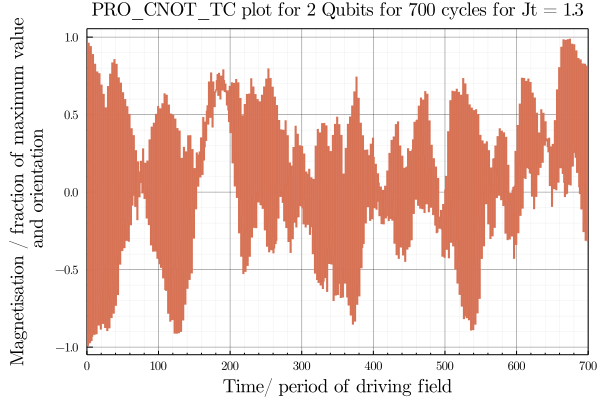 PRO_CNOT_TC plot for 2 Qubits for 700 cycles for Jt = 1.3
Magnetisation / fraction of maximum value
and orientation
1.0
0.5
0.0
−0.5
−1.0
0 100 200 300 400 500 600 700
Time/ period of driving field